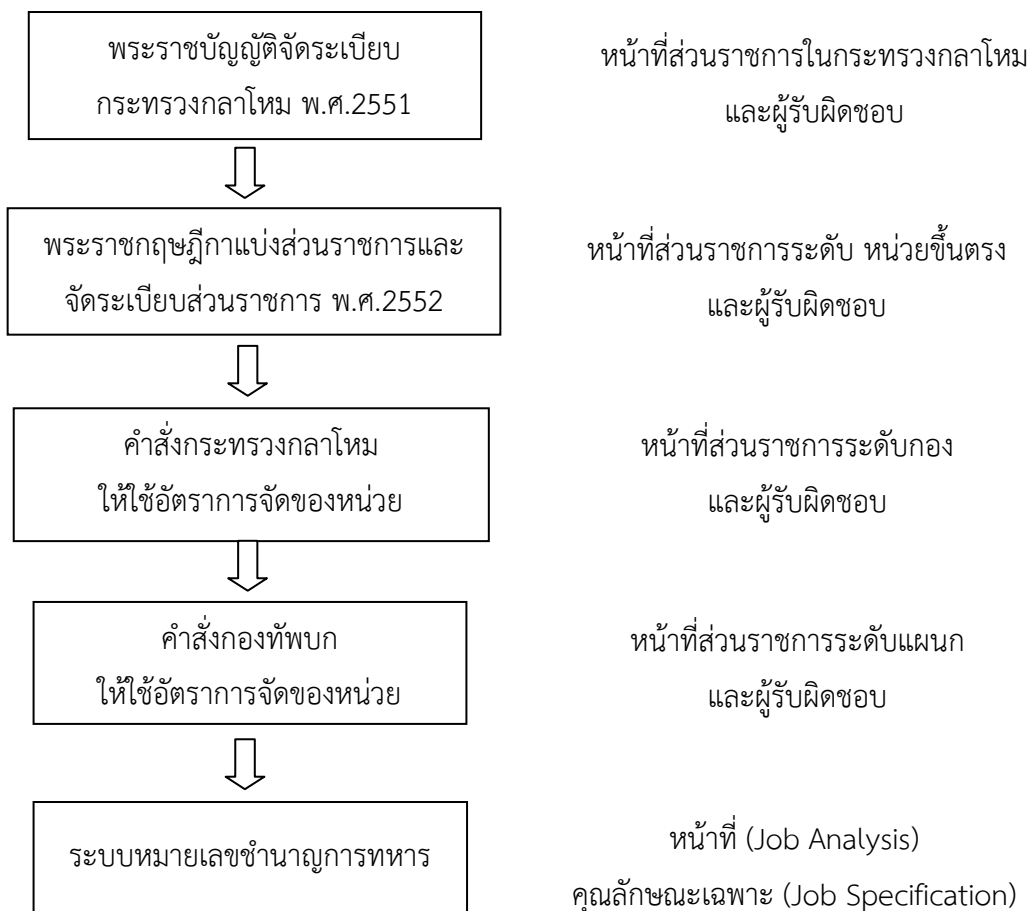 พระราชบัญญัติจัดระเบียบ
กระทรวงกลาโหม พ.ศ.2551
หน้าที่ส่วนราชการในกระทรวงกลาโหม
และผู้รับผิดชอบ
พระราชกฤษฎีกาแบ่งส่วนราชการและ
จัดระเบียบส่วนราชการ พ.ศ.2552
หน้าที่ส่วนราชการระดับ หน่วยขึ้นตรง
และผู้รับผิดชอบ
คำสั่งกระทรวงกลาโหม
ให้ใช้อัตราการจัดของหน่วย
หน้าที่ส่วนราชการระดับกอง
และผู้รับผิดชอบ
คำสั่งกองทัพบก
ให้ใช้อัตราการจัดของหน่วย
หน้าที่ส่วนราชการระดับแผนก
และผู้รับผิดชอบ
ระบบหมายเลขชำนาญการทหาร
หน้าที่ (Job Analysis)
คุณลักษณะเฉพาะ (Job Specification)